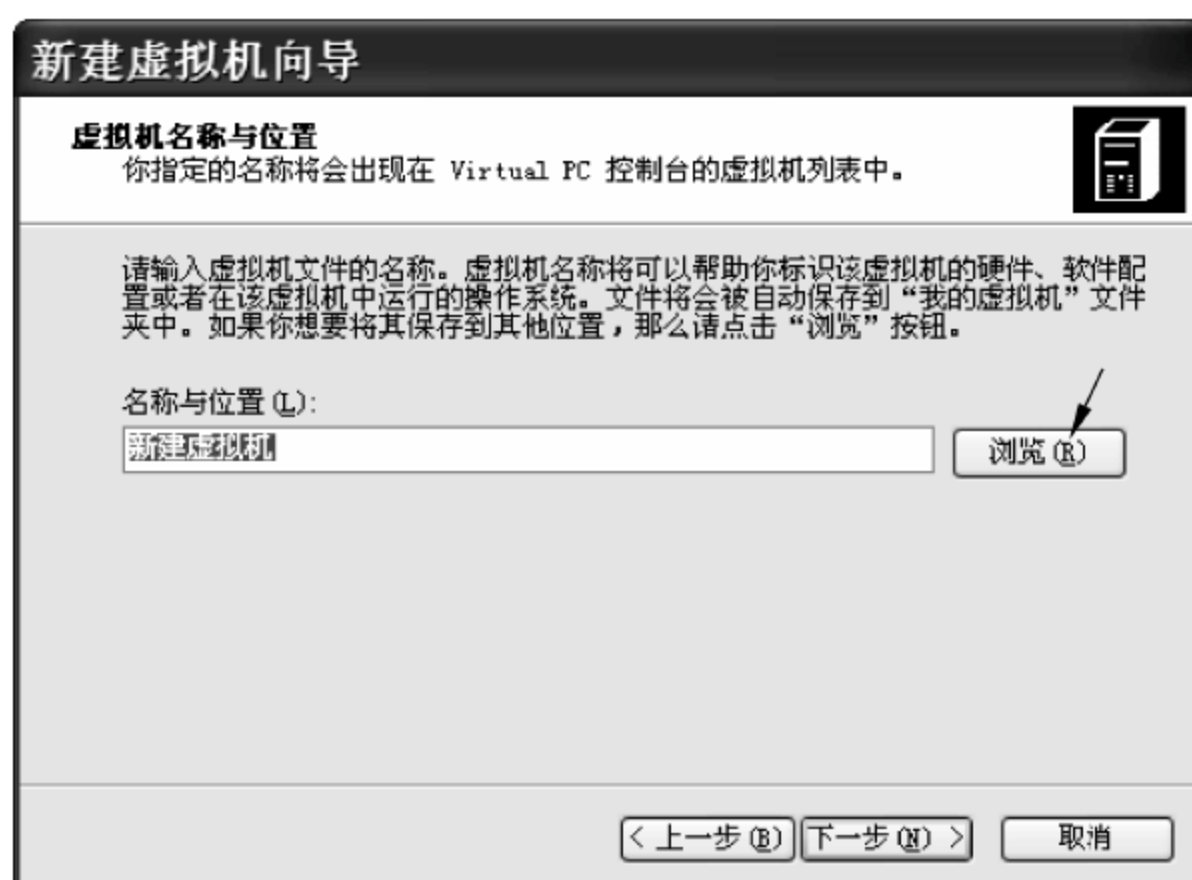 新建虚拟机向导
虚拟机名称与位置
你指定的名称将会出现在 Virtual PC 控制台的虚拟机列表中。
请输入虚拟机文件的名称。虚拟机名称将可以帮助你标识该虚拟机的硬件、软件配
置或者在该虚拟机中运行的操作系统。文件将会被自动保存到“我的虚拟机”文件
夹中。如果你想要将其保存到其他位置，那么请点击“浏览”按钮。
名称与位置(L):
新建虚拟机
浏览(R)
< 上一步(B) 下一步(N) > 取消